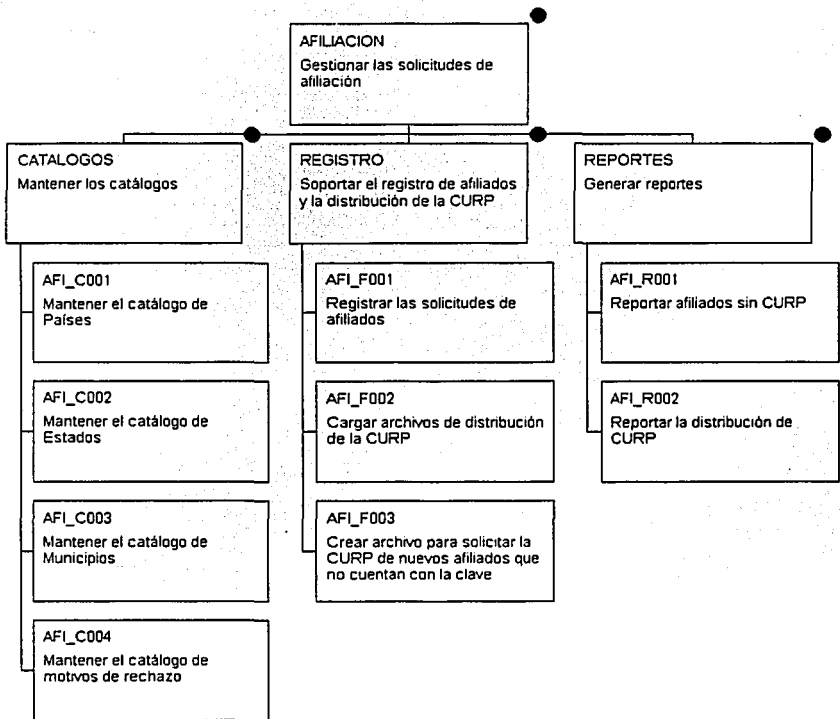 AFILIACION
Gestionar las solicitudes de
afiliación
CATALOGOS
Mantener los catálogos
REGISTRO
Soportar el registro de afiliados
y la distribución de la CURP
REPORTES
Generar reportes
AFI_C001
Mantener el catálogo de
Países
AFI_C002
Mantener el catálogo de
Estados
AFI_C003
Mantener el catálogo de
Municipios
AFI_C004
Mantener el catálogo de
motivos de rechazo
AFI_F001
Registrar las solicitudes de
afiliados
AFI_F002
Cargar archivos de distribución
de la CURP
AFI_F003
Crear archivo para solicitar la
CURP de nuevos afiliados que
no cuentan con la clave
AFI_R001
Reportar afiliados sin CURP
AFI_R002
Reportar la distribución de
CURP